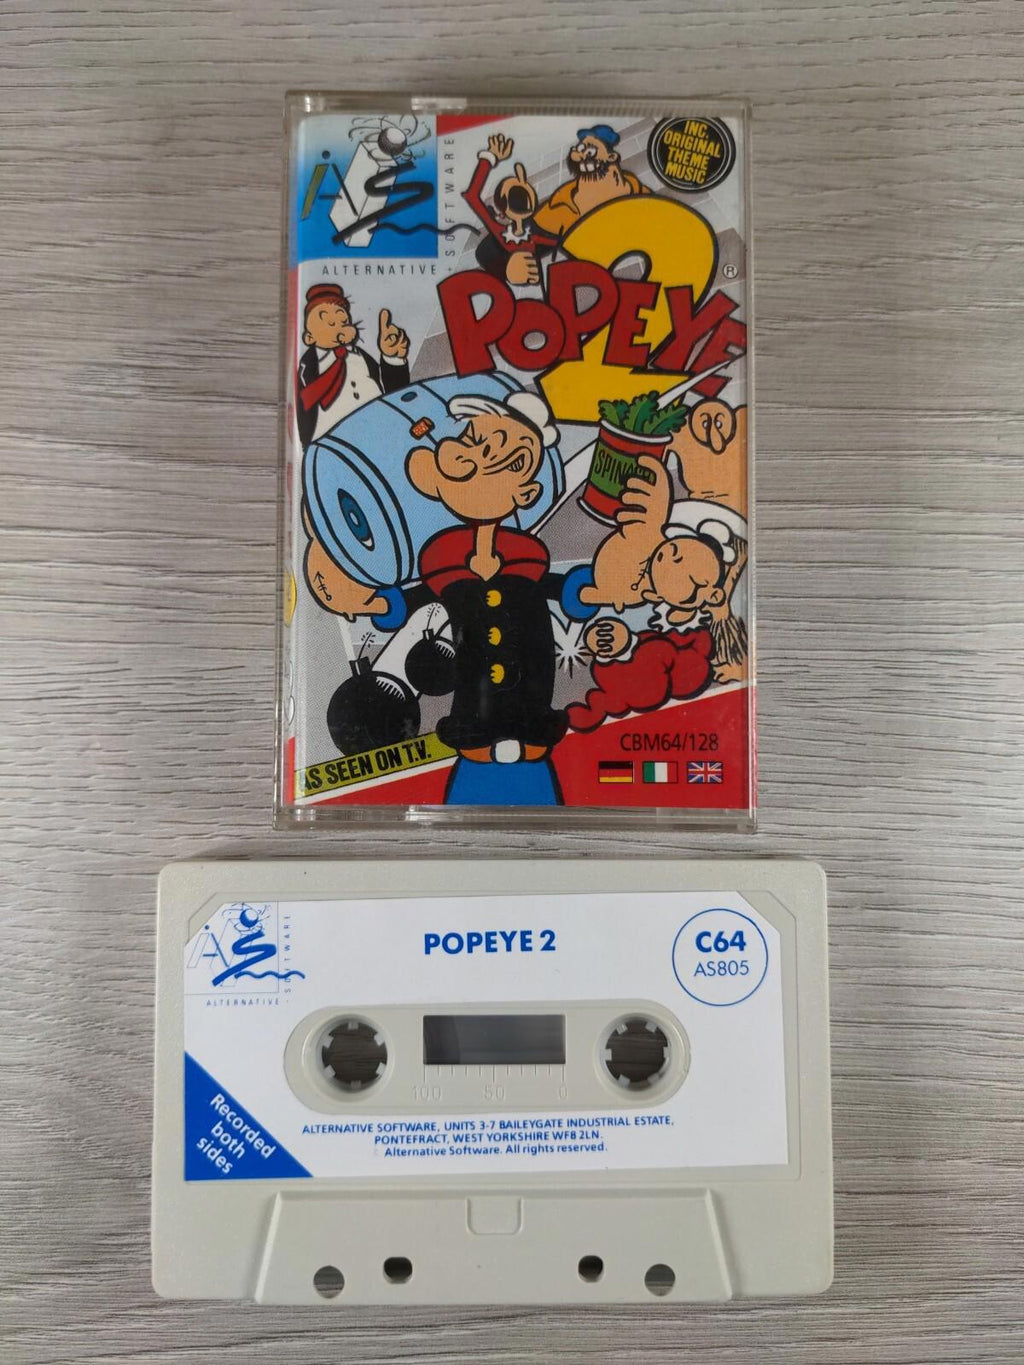 INC.
ORIGINAL
THEME
MUSIC
AS
SOFTWARE
ALTERNATIVE
2
POPEYE
®
AS SEEN ON T.V.
CBM64/128
AS
SOFTWARE
ALTERNATIVE
POPEYE 2
C64
AS805
100 50 0
Recorded
both
sides
ALTERNATIVE SOFTWARE, UNITS 3-7 BAILEYGATE INDUSTRIAL ESTATE,
PONTEFRACT, WEST YORKSHIRE WF8 2LN.
Alternative Software. All rights reserved.